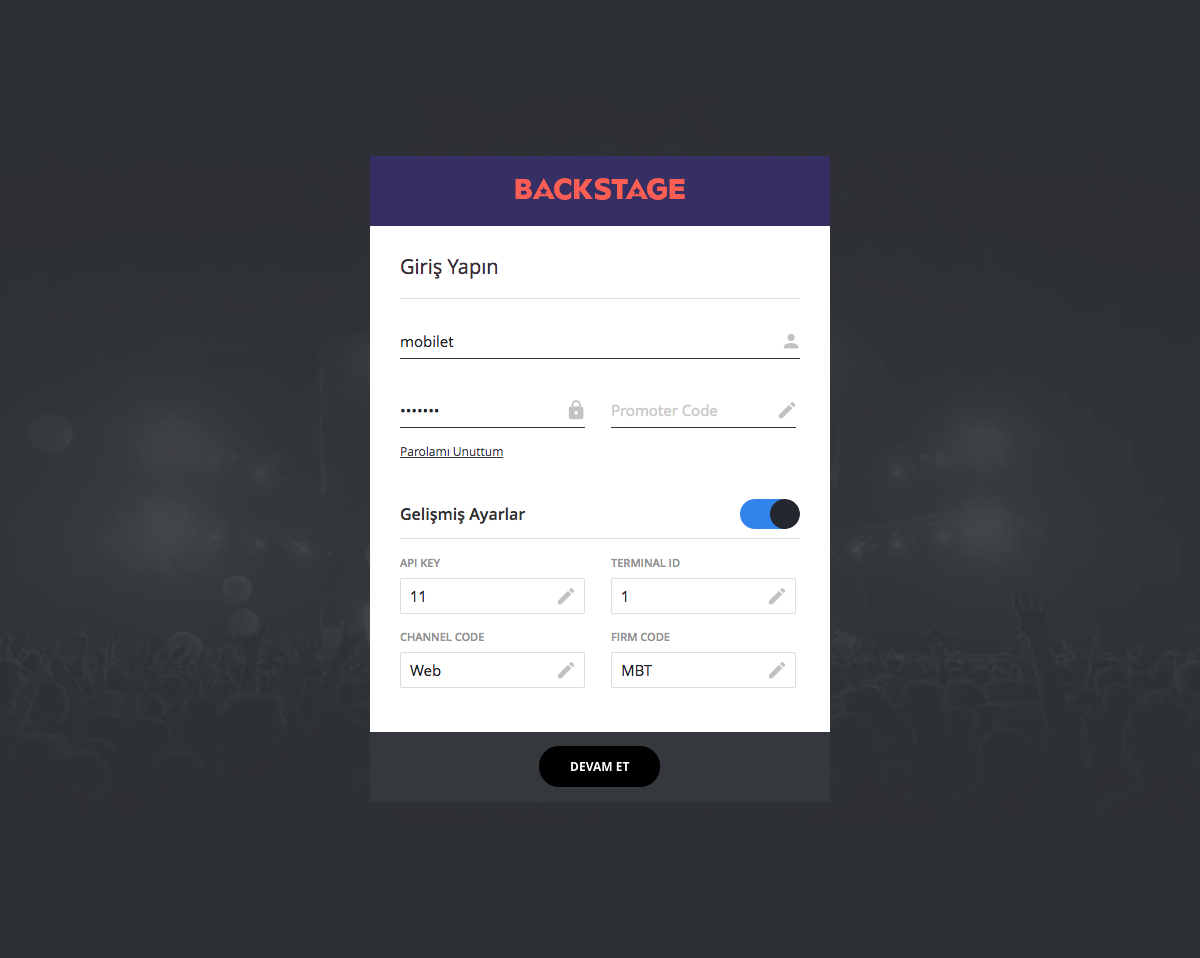 BACKSTAGE
Giriş Yapın
mobilet
••••••• Promoter Code
Parolamı Unuttum
Gelişmiş Ayarlar
API KEY TERMINAL ID
11 1
CHANNEL CODE FIRM CODE
Web MBT
DEVAM ET